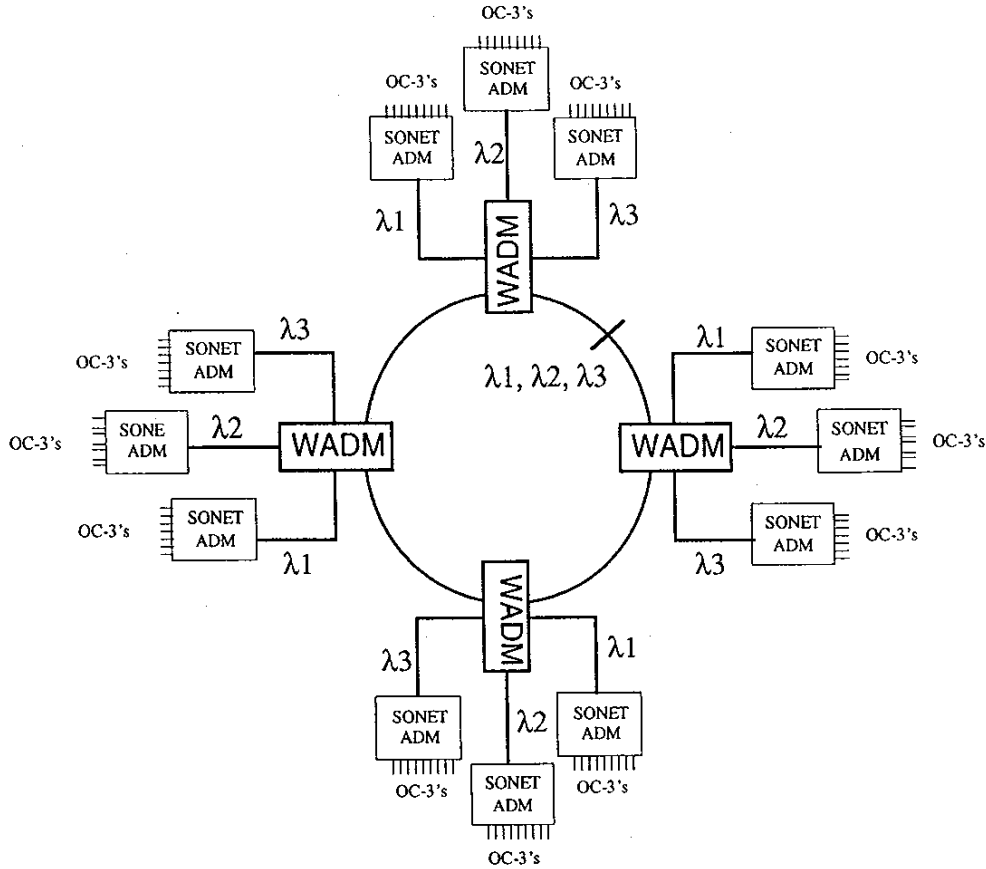 OC-3's
SONET
ADM
OC-3's
SONET
ADM
OC-3's
SONET
ADM
λ2
λ1
λ3
WADM
λ1, λ2, λ3
λ3
OC-3's
SONET
ADM
OC-3's
SONE
ADM
λ2
WADM
OC-3's
SONET
ADM
λ1
λ1
SONET
ADM
OC-3's
WADM
λ2
SONET
ADM
OC-3's
λ3
SONET
ADM
OC-3's
WADM
λ3
λ1
λ2
SONET
ADM
OC-3's
SONET
ADM
OC-3's
SONET
ADM
OC-3's